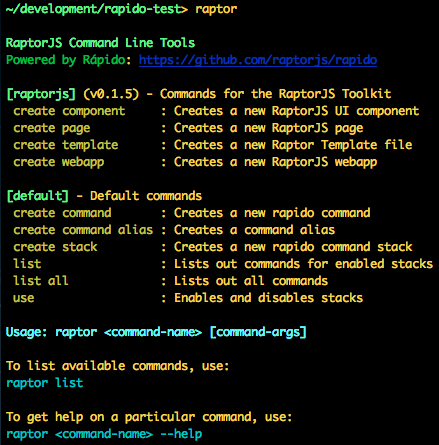 ~/development/rapido-test> raptor
RaptorJS Command Line Tools
Powered by Rápido: https://github.com/raptorjs/rapido
[raptorjs] (v0.1.5) - Commands for the RaptorJS Toolkit
create component : Creates a new RaptorJS UI component
create page : Creates a new RaptorJS page
create template : Creates a new Raptor Template file
create webapp : Creates a new RaptorJS webapp
[default] - Default commands
create command : Creates a new rapido command
create command alias : Creates a command alias
create stack : Creates a new rapido command stack
list : Lists out commands for enabled stacks
list all : Lists out all commands
use : Enables and disables stacks
Usage: raptor <command-name> [command-args]
To list available commands, use:
raptor list
To get help on a particular command, use:
raptor <command-name> --help